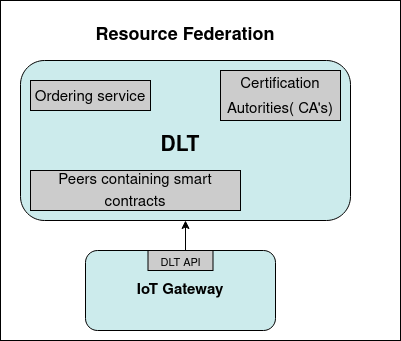 Resource Federation
Ordering service
Certification
Autorities( CA's)
DLT
Peers containing smart
contracts
DLT API
IoT Gateway